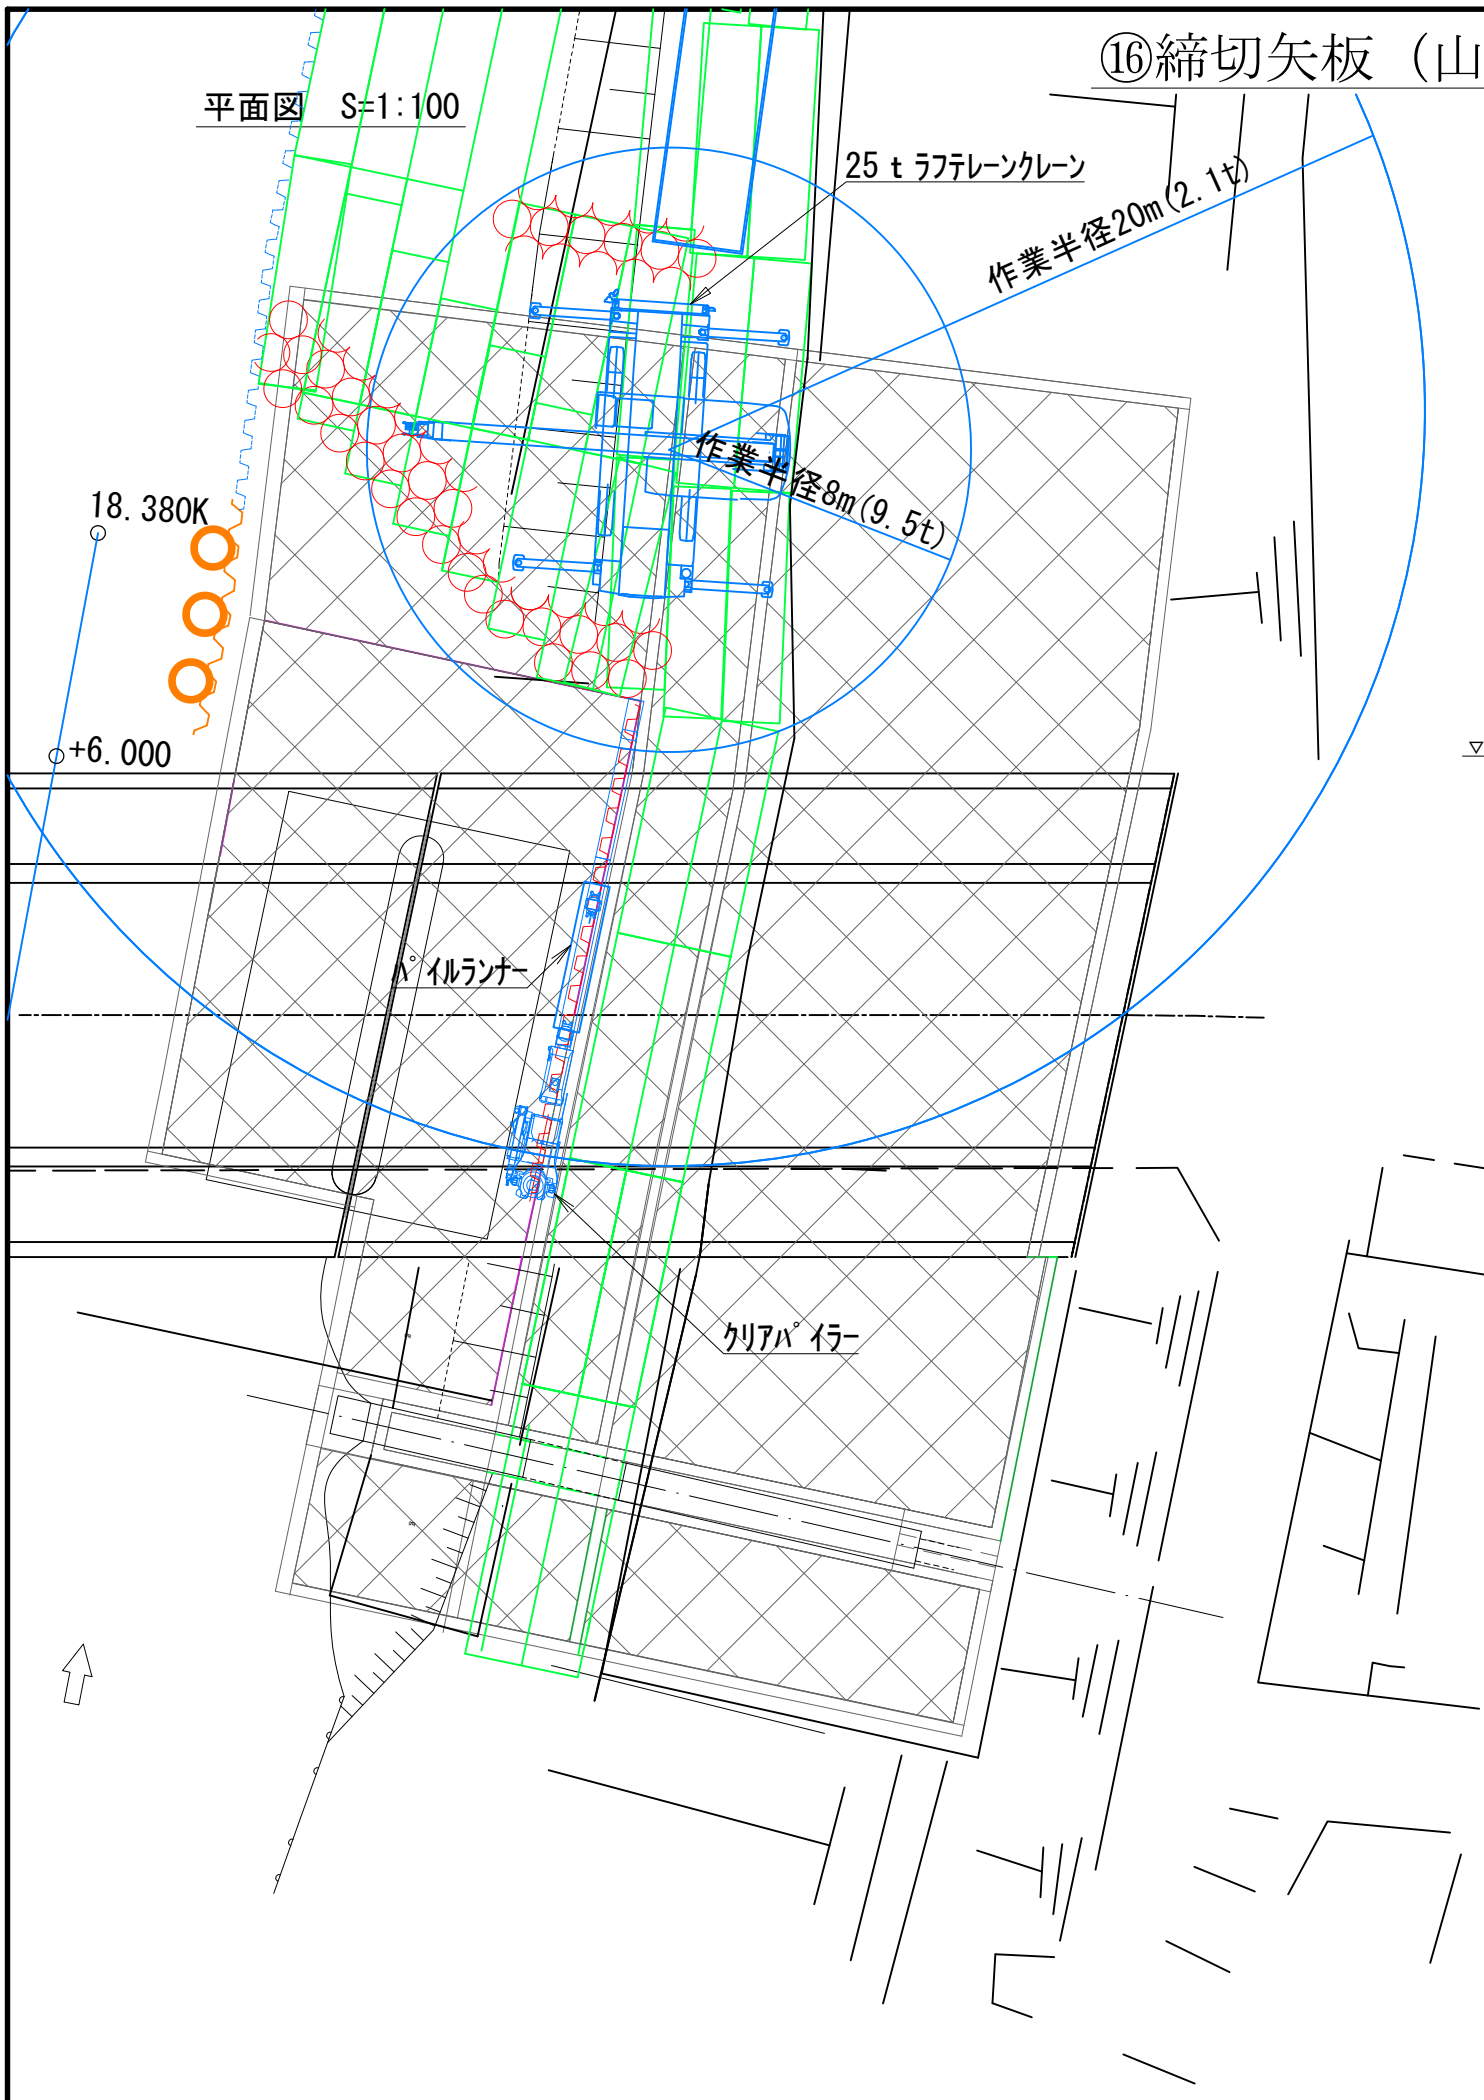 ⑯締切矢板（山
平面図　S=1:100
25ｔラフテレーンクレーン
作業半径20m(2.1t)
作業半径8m(9.5t)
18.380K
+6.000
ﾊﾟｲﾙランナー
ｸﾘｱﾊﾟｲﾗｰ